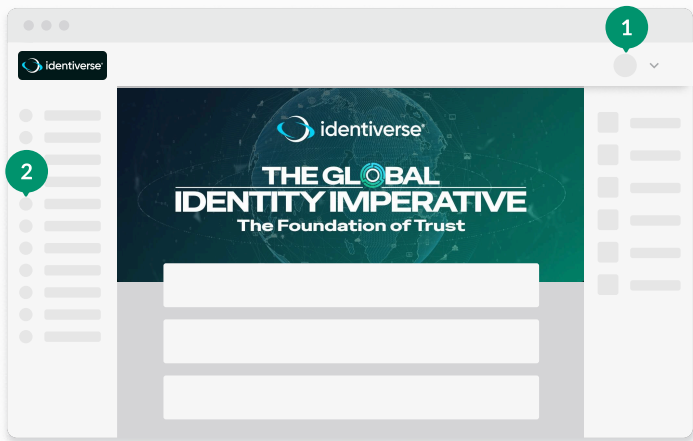 1
identiverse®
2
identiverse®
THE GLOBAL
IDENTITY IMPERATIVE
The Foundation of Trust